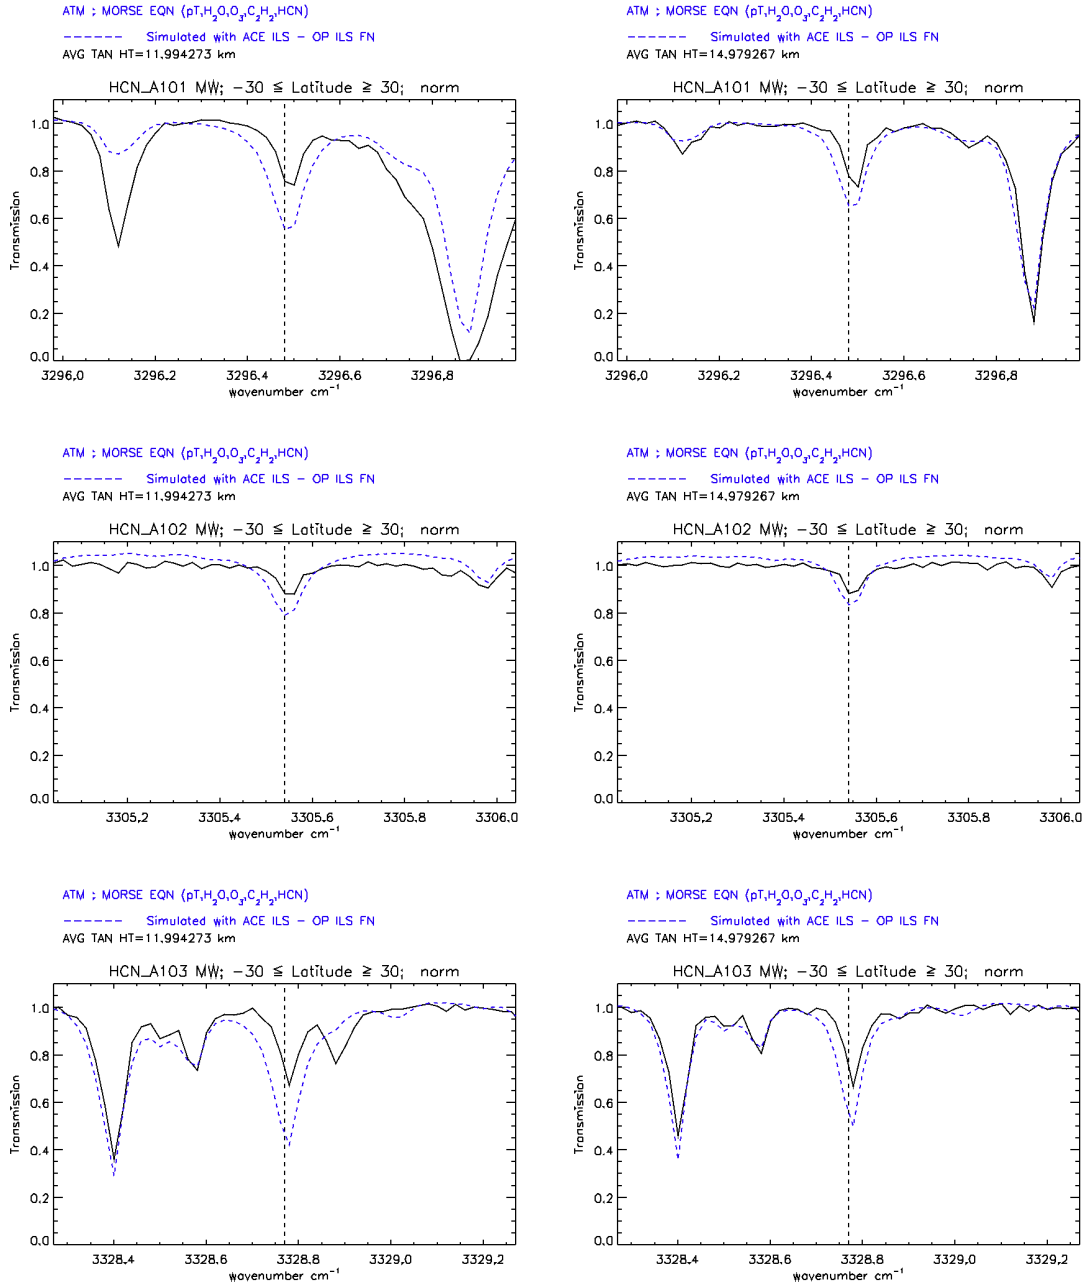 ATM ; MORSE EQN (pT,H₂O,O₃,C₂H₂,HCN)
------ Simulated with ACE ILS – OP ILS FN
AVG TAN HT=11.994273 km
HCN_A101 MW; −30 ≦ Latitude ≧ 30; norm
Transmission
1.0
0.8
0.6
0.4
0.2
0.0
3296.0 3296.2 3296.4 3296.6 3296.8
wavenumber cm⁻¹
ATM ; MORSE EQN (pT,H₂O,O₃,C₂H₂,HCN)
------ Simulated with ACE ILS – OP ILS FN
AVG TAN HT=14.979267 km
HCN_A101 MW; −30 ≦ Latitude ≧ 30; norm
Transmission
1.0
0.8
0.6
0.4
0.2
0.0
3296.0 3296.2 3296.4 3296.6 3296.8
wavenumber cm⁻¹
ATM ; MORSE EQN (pT,H₂O,O₃,C₂H₂,HCN)
------ Simulated with ACE ILS – OP ILS FN
AVG TAN HT=11.994273 km
HCN_A102 MW; −30 ≦ Latitude ≧ 30; norm
Transmission
1.0
0.8
0.6
0.4
0.2
0.0
3305.2 3305.4 3305.6 3305.8 3306.0
wavenumber cm⁻¹
ATM ; MORSE EQN (pT,H₂O,O₃,C₂H₂,HCN)
------ Simulated with ACE ILS – OP ILS FN
AVG TAN HT=14.979267 km
HCN_A102 MW; −30 ≦ Latitude ≧ 30; norm
Transmission
1.0
0.8
0.6
0.4
0.2
0.0
3305.2 3305.4 3305.6 3305.8 3306.0
wavenumber cm⁻¹
ATM ; MORSE EQN (pT,H₂O,O₃,C₂H₂,HCN)
------ Simulated with ACE ILS – OP ILS FN
AVG TAN HT=11.994273 km
HCN_A103 MW; −30 ≦ Latitude ≧ 30; norm
Transmission
1.0
0.8
0.6
0.4
0.2
0.0
3328.4 3328.6 3328.8 3329.0 3329.2
wavenumber cm⁻¹
ATM ; MORSE EQN (pT,H₂O,O₃,C₂H₂,HCN)
------ Simulated with ACE ILS – OP ILS FN
AVG TAN HT=14.979267 km
HCN_A103 MW; −30 ≦ Latitude ≧ 30; norm
Transmission
1.0
0.8
0.6
0.4
0.2
0.0
3328.4 3328.6 3328.8 3329.0 3329.2
wavenumber cm⁻¹